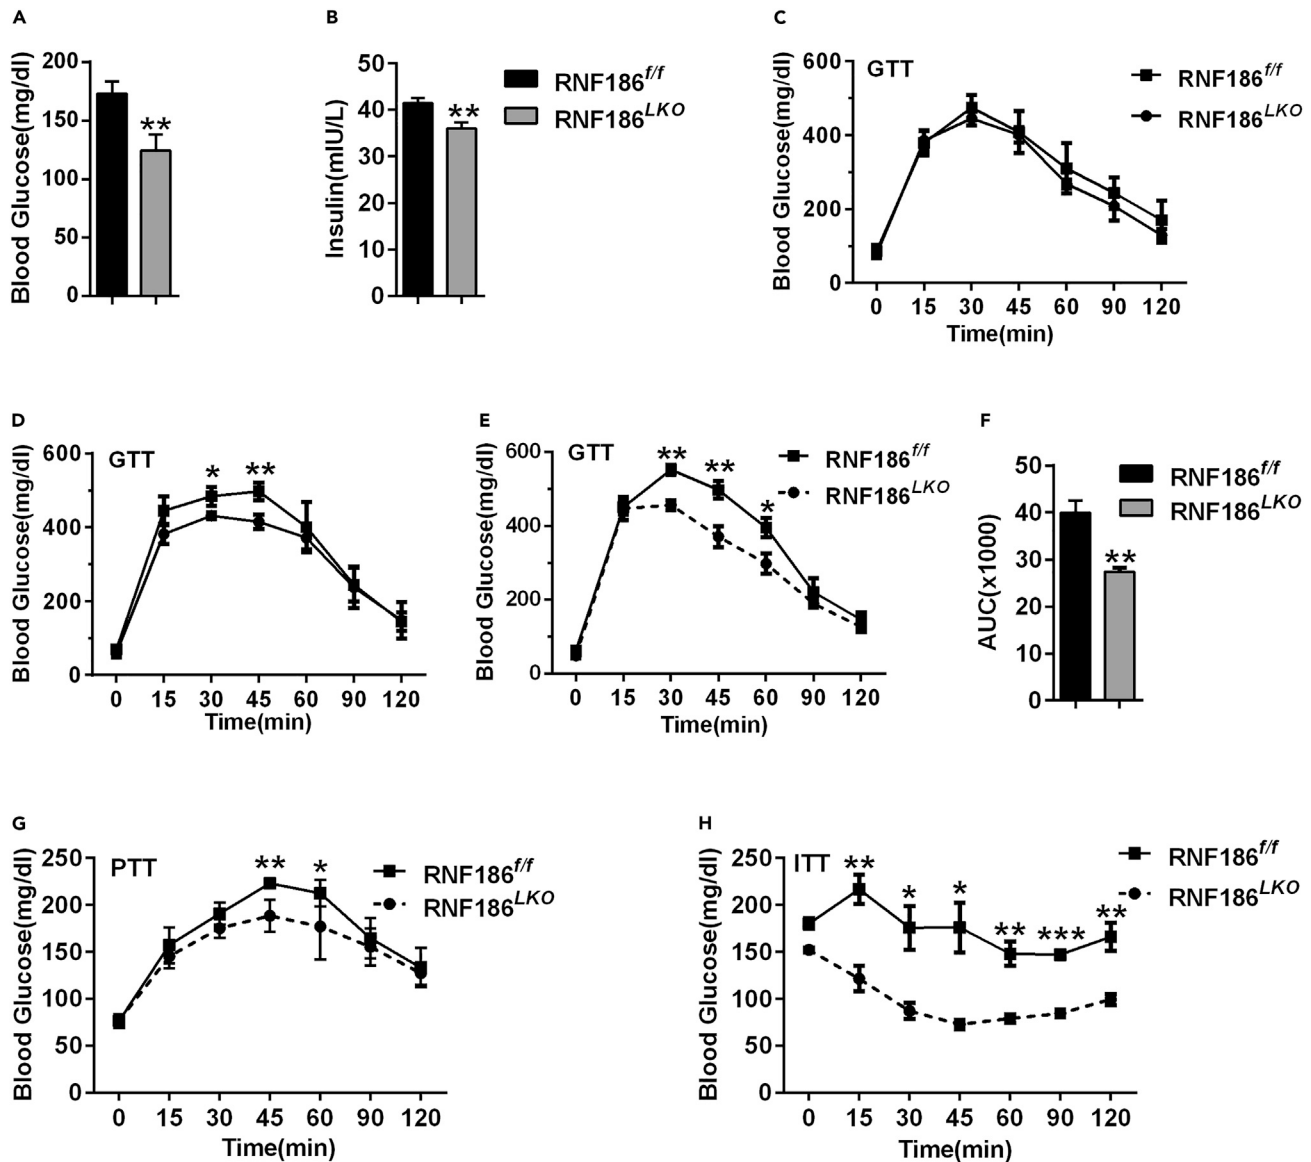 A
Blood Glucose(mg/dl)
200
150
100
50
0
**
B
Insulin(mIU/L)
50
40
30
20
10
0
**
RNF186f/f
RNF186LKO
C
Blood Glucose(mg/dl)
600
400
200
0
GTT
RNF186f/f
RNF186LKO
0 15 30 45 60 90 120
Time(min)
D
Blood Glucose(mg/dl)
600
400
200
0
GTT
* **
0 15 30 45 60 90 120
Time(min)
E
Blood Glucose(mg/dl)
600
400
200
0
GTT
** ** *
RNF186f/f
RNF186LKO
0 15 30 45 60 90 120
Time(min)
F
AUC(x1000)
50
40
30
20
10
0
**
RNF186f/f
RNF186LKO
G
Blood Glucose(mg/dl)
250
200
150
100
50
0
PTT
** *
RNF186f/f
RNF186LKO
0 15 30 45 60 90 120
Time(min)
H
Blood Glucose(mg/dl)
250
200
150
100
50
0
ITT
** * * ** *** **
RNF186f/f
RNF186LKO
0 15 30 45 60 90 120
Time(min)